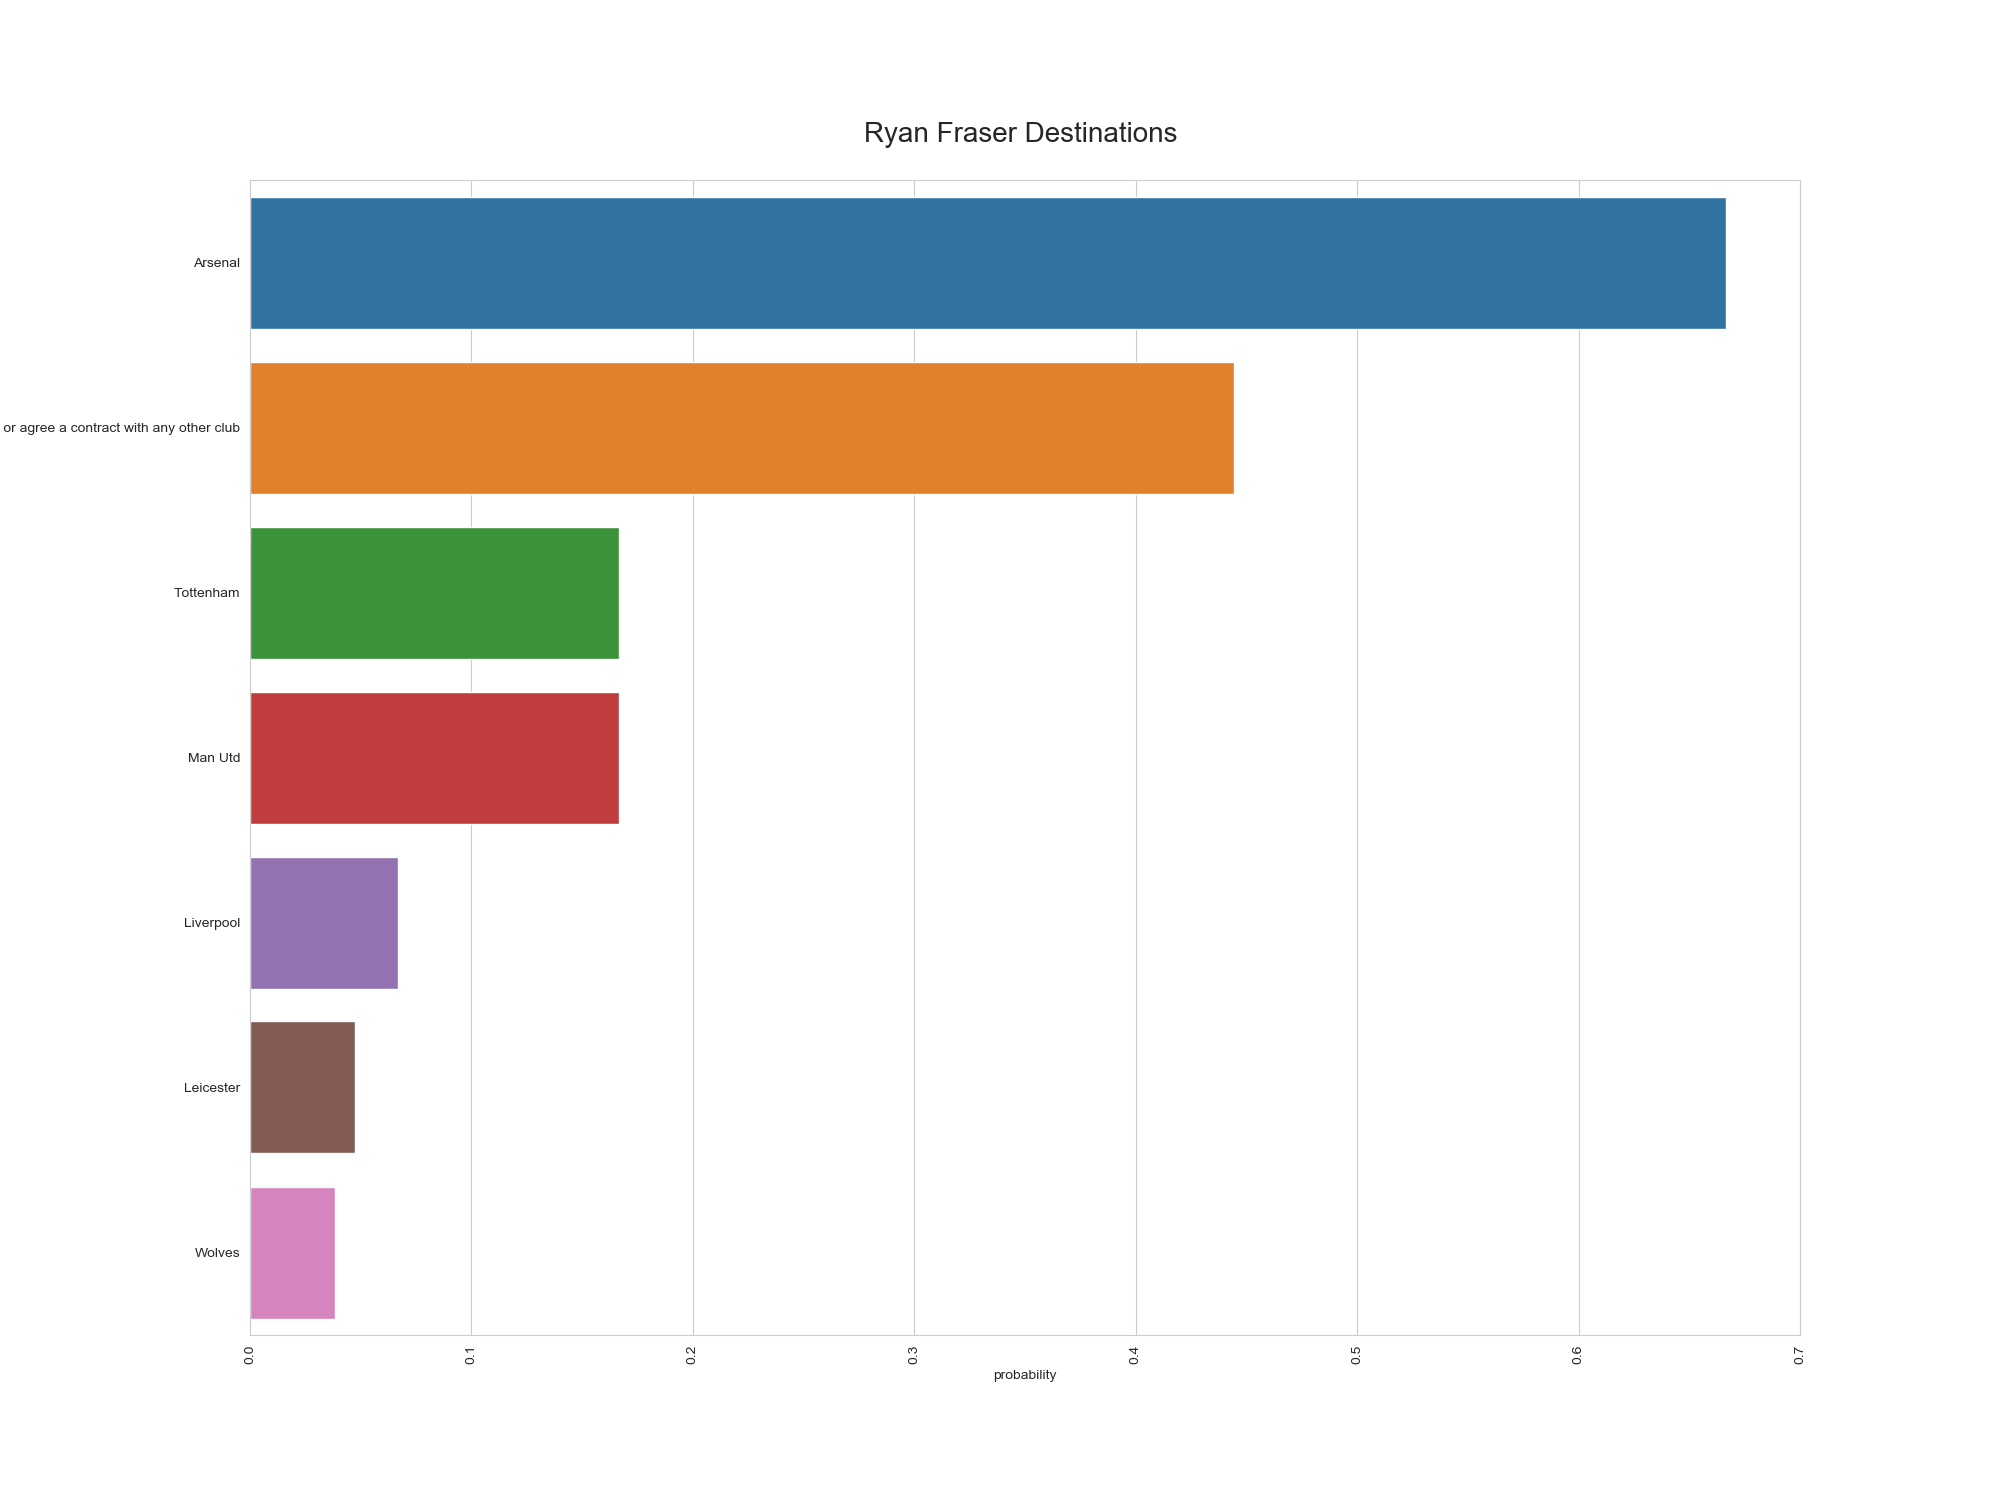 Ryan Fraser Destinations
Arsenal
or agree a contract with any other club
Tottenham
Man Utd
Liverpool
Leicester
Wolves
0.0 0.1 0.2 0.3 0.4 0.5 0.6 0.7
probability